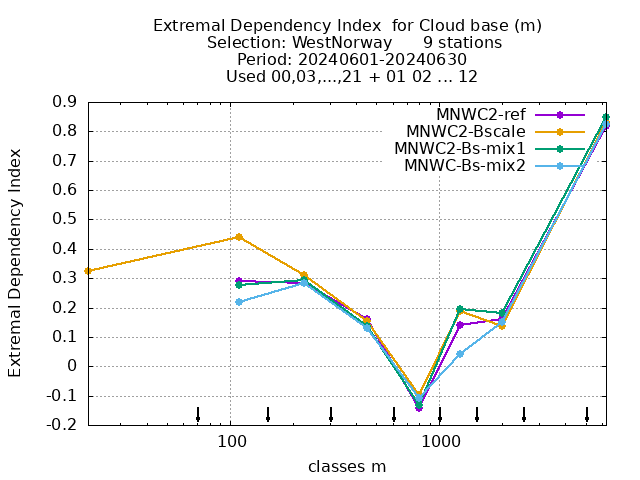 Extremal Dependency Index  for Cloud base (m)
Selection: WestNorway      9 stations
Period: 20240601-20240630
Used 00,03,...,21 + 01 02 ... 12
MNWC2-ref
MNWC2-Bscale
MNWC2-Bs-mix1
MNWC-Bs-mix2
Extremal Dependency Index
0.9
0.8
0.7
0.6
0.5
0.4
0.3
0.2
0.1
0
-0.1
-0.2
100
1000
classes m